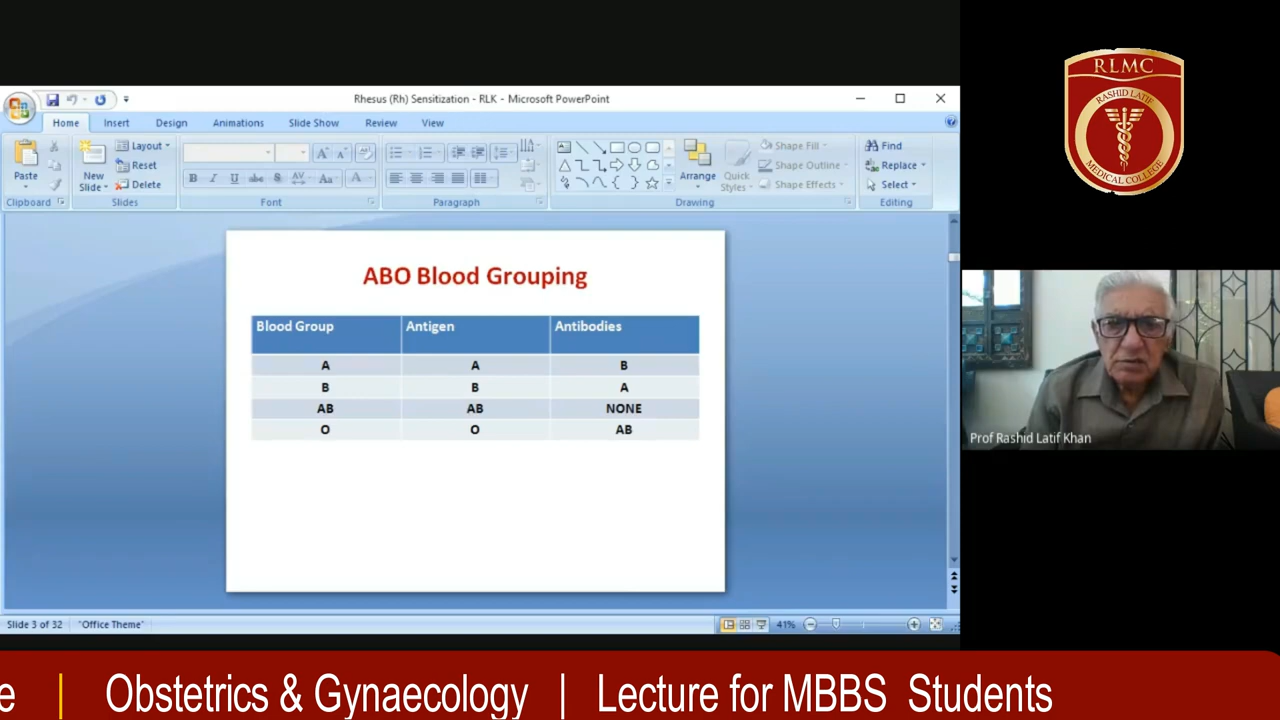 RLMC
RASHID LATIF
MEDICAL COLLEGE
Rhesus (Rh) Sensitization - RLK - Microsoft PowerPoint
Home Insert Design Animations Slide Show Review View
Paste
Clipboard
New Slide
Layout
Reset
Delete
Slides
B I U abe S AV Aa A
Font
Paragraph
Arrange
Quick Styles
Shape Fill
Shape Outline
Shape Effects
Drawing
Find
Replace
Select
Editing
ABO Blood Grouping
Blood Group Antigen Antibodies
A A B
B B A
AB AB NONE
O O AB
Prof Rashid Latif Khan
Slide 3 of 32 "Office Theme" 41%
e | Obstetrics & Gynaecology | Lecture for MBBS Students